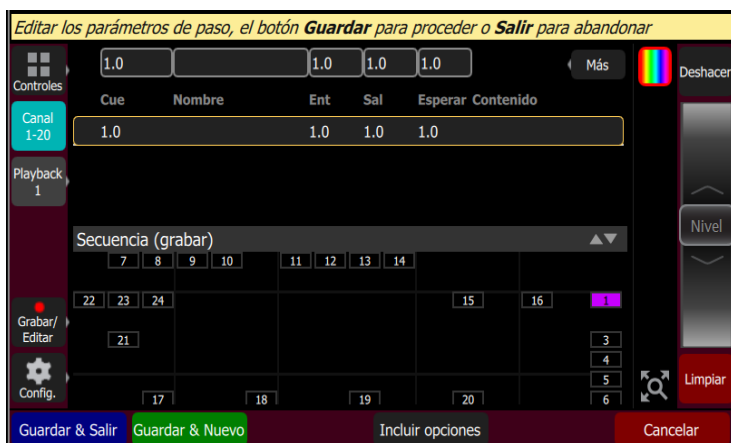 Editar los parámetros de paso, el botón Guardar para proceder o Salir para abandonar
1.0 1.0 1.0 1.0 Más
Controles
Deshacer
Cue Nombre Ent Sal Esperar Contenido
Canal
1-20
1.0 1.0 1.0 1.0
Playback
1
Nivel
Secuencia (grabar)
7 8 9 10 11 12 13 14
22 23 24 15 16 1
Grabar/
Editar
21 3
4
Config.
5
Limpiar
17 18 19 20 6
Guardar & Salir Guardar & Nuevo Incluir opciones Cancelar